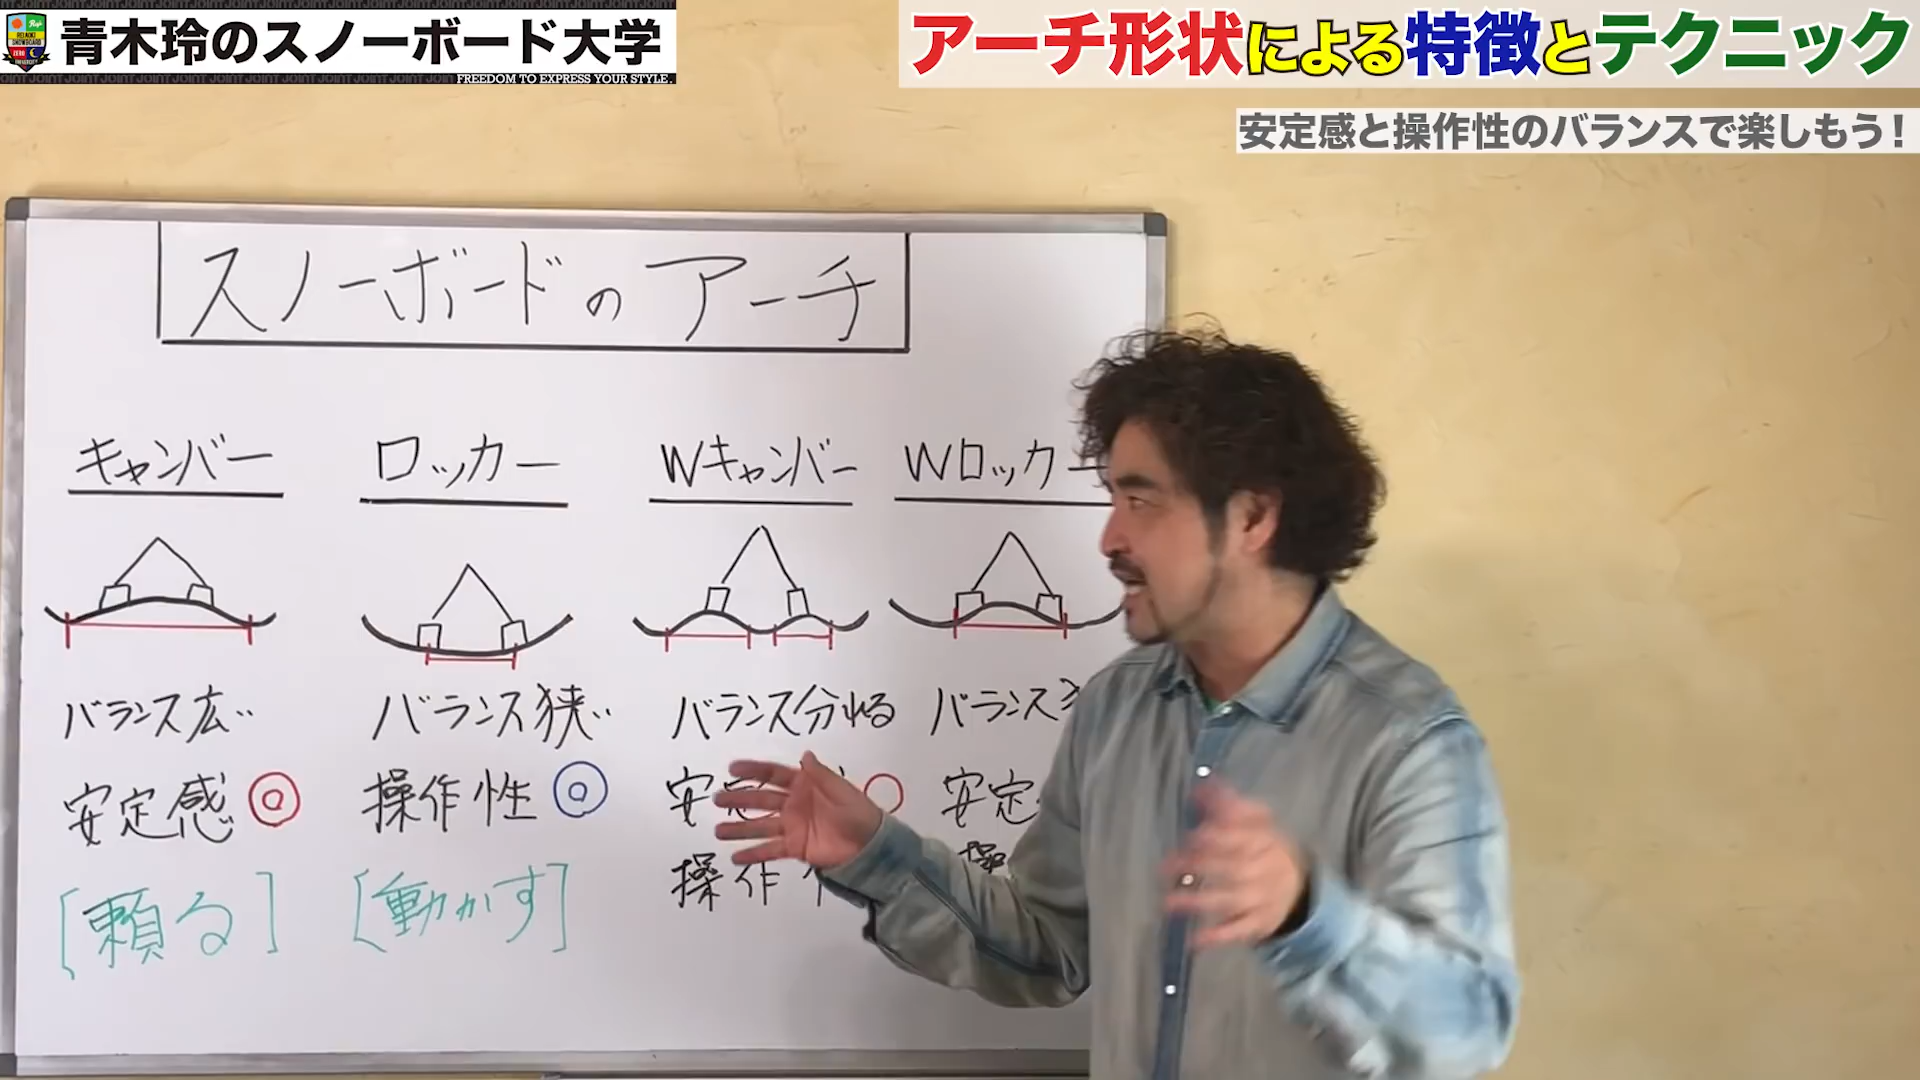 青木玲のスノーボード大学
FREEDOM TO EXPRESS YOUR STYLE.
アーチ形状による特徴とテクニック
安定感と操作性のバランスで楽しもう!
スノーボードのアーチ
キャンバー
ロッカー
Wキャンバー
Wロッカー
バランス広い
バランス狭い
バランス分れる
バランス
安定感 ◎
操作性 ◎
安定 ○
安定
操作
操
[頼る]
[動かす]